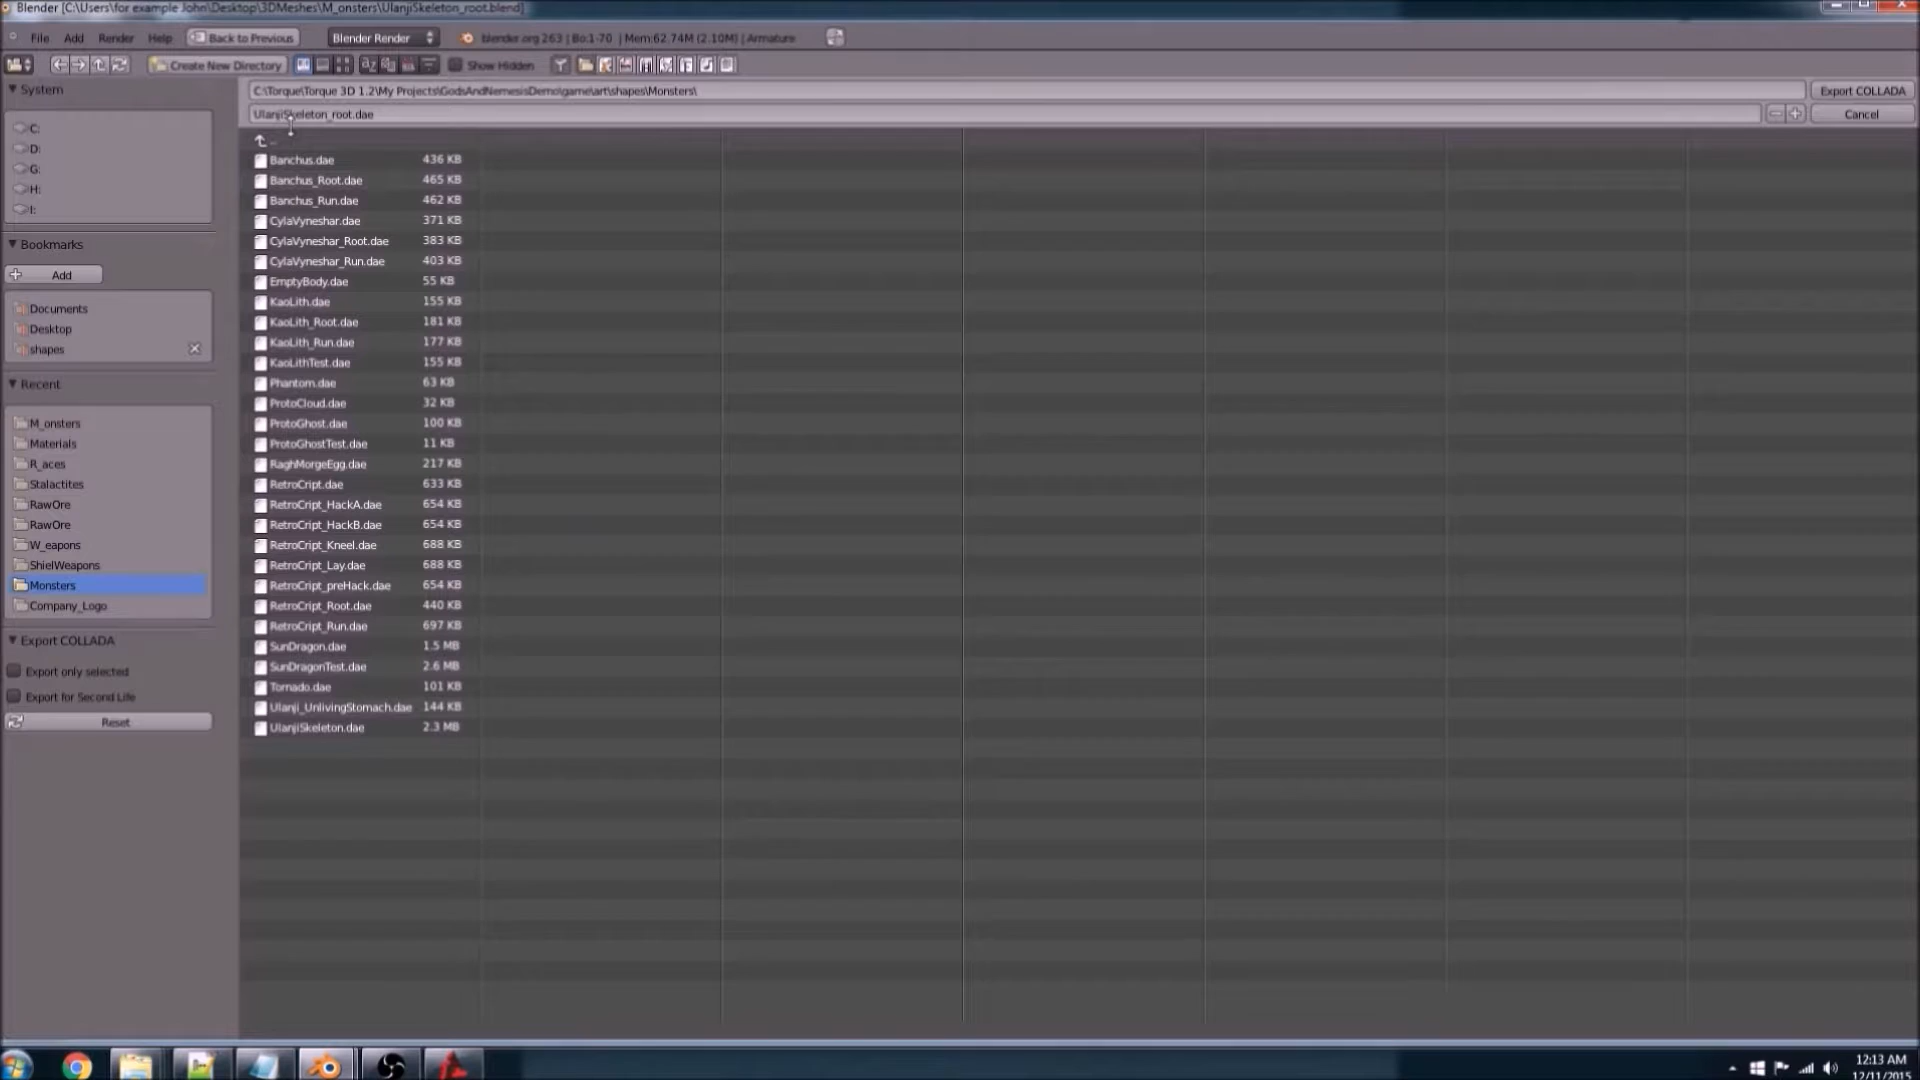 Blender [C:\Users\for example John\Desktop\3DMeshes\M_onsters\UlanjiSkeleton_root.blend]
File Add Render Help Back to Previous Blender Render blender.org 263 | Bo:1-70 | Mem:62.74M (2.10M) | Armature
Create New Directory Show Hidden
System
C:
D:
G:
H:
I:
Bookmarks
Add
Documents
Desktop
shapes
Recent
M_onsters
Materials
R_aces
Stalactites
RawOre
RawOre
W_eapons
ShielWeapons
Monsters
Company_Logo
Export COLLADA
Export only selected
Export for Second Life
Reset
C:\Torque\Torque 3D 1.2\My Projects\GodsAndNemesisDemo\game\art\shapes\Monsters\ Export COLLADA
UlanjiSkeleton_root.dae Cancel
..
Banchus.dae 436 KB
Banchus_Root.dae 465 KB
Banchus_Run.dae 462 KB
CylaVyneshar.dae 371 KB
CylaVyneshar_Root.dae 383 KB
CylaVyneshar_Run.dae 403 KB
EmptyBody.dae 55 KB
KaoLith.dae 155 KB
KaoLith_Root.dae 181 KB
KaoLith_Run.dae 177 KB
KaoLithTest.dae 155 KB
Phantom.dae 63 KB
ProtoCloud.dae 32 KB
ProtoGhost.dae 100 KB
ProtoGhostTest.dae 11 KB
RaghMorgeEgg.dae 217 KB
RetroCript.dae 633 KB
RetroCript_HackA.dae 654 KB
RetroCript_HackB.dae 654 KB
RetroCript_Kneel.dae 688 KB
RetroCript_Lay.dae 688 KB
RetroCript_preHack.dae 654 KB
RetroCript_Root.dae 440 KB
RetroCript_Run.dae 697 KB
SunDragon.dae 1.5 MB
SunDragonTest.dae 2.6 MB
Tornado.dae 101 KB
Ulanji_UnlivingStomach.dae 144 KB
UlanjiSkeleton.dae 2.3 MB
12:13 AM
12/11/2015